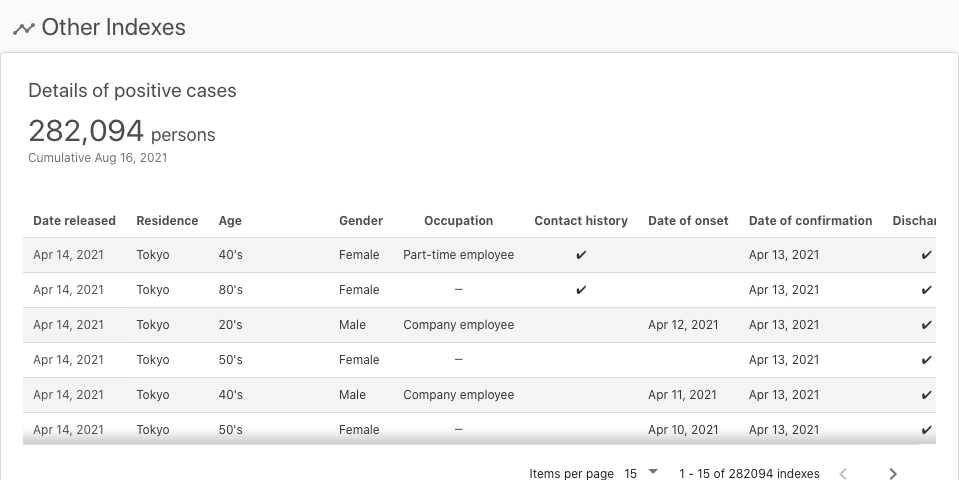 Other Indexes
Details of positive cases
282,094 persons
Cumulative Aug 16, 2021
Date released Residence Age Gender Occupation Contact history Date of onset Date of confirmation Dischar
Apr 14, 2021 Tokyo 40's Female Part-time employee ✔ Apr 13, 2021 ✔
Apr 14, 2021 Tokyo 80's Female – ✔ Apr 13, 2021 ✔
Apr 14, 2021 Tokyo 20's Male Company employee Apr 12, 2021 Apr 13, 2021 ✔
Apr 14, 2021 Tokyo 50's Female – Apr 13, 2021 ✔
Apr 14, 2021 Tokyo 40's Male Company employee Apr 11, 2021 Apr 13, 2021 ✔
Apr 14, 2021 Tokyo 50's Female – Apr 10, 2021 Apr 13, 2021 ✔
Items per page 15 1 - 15 of 282094 indexes